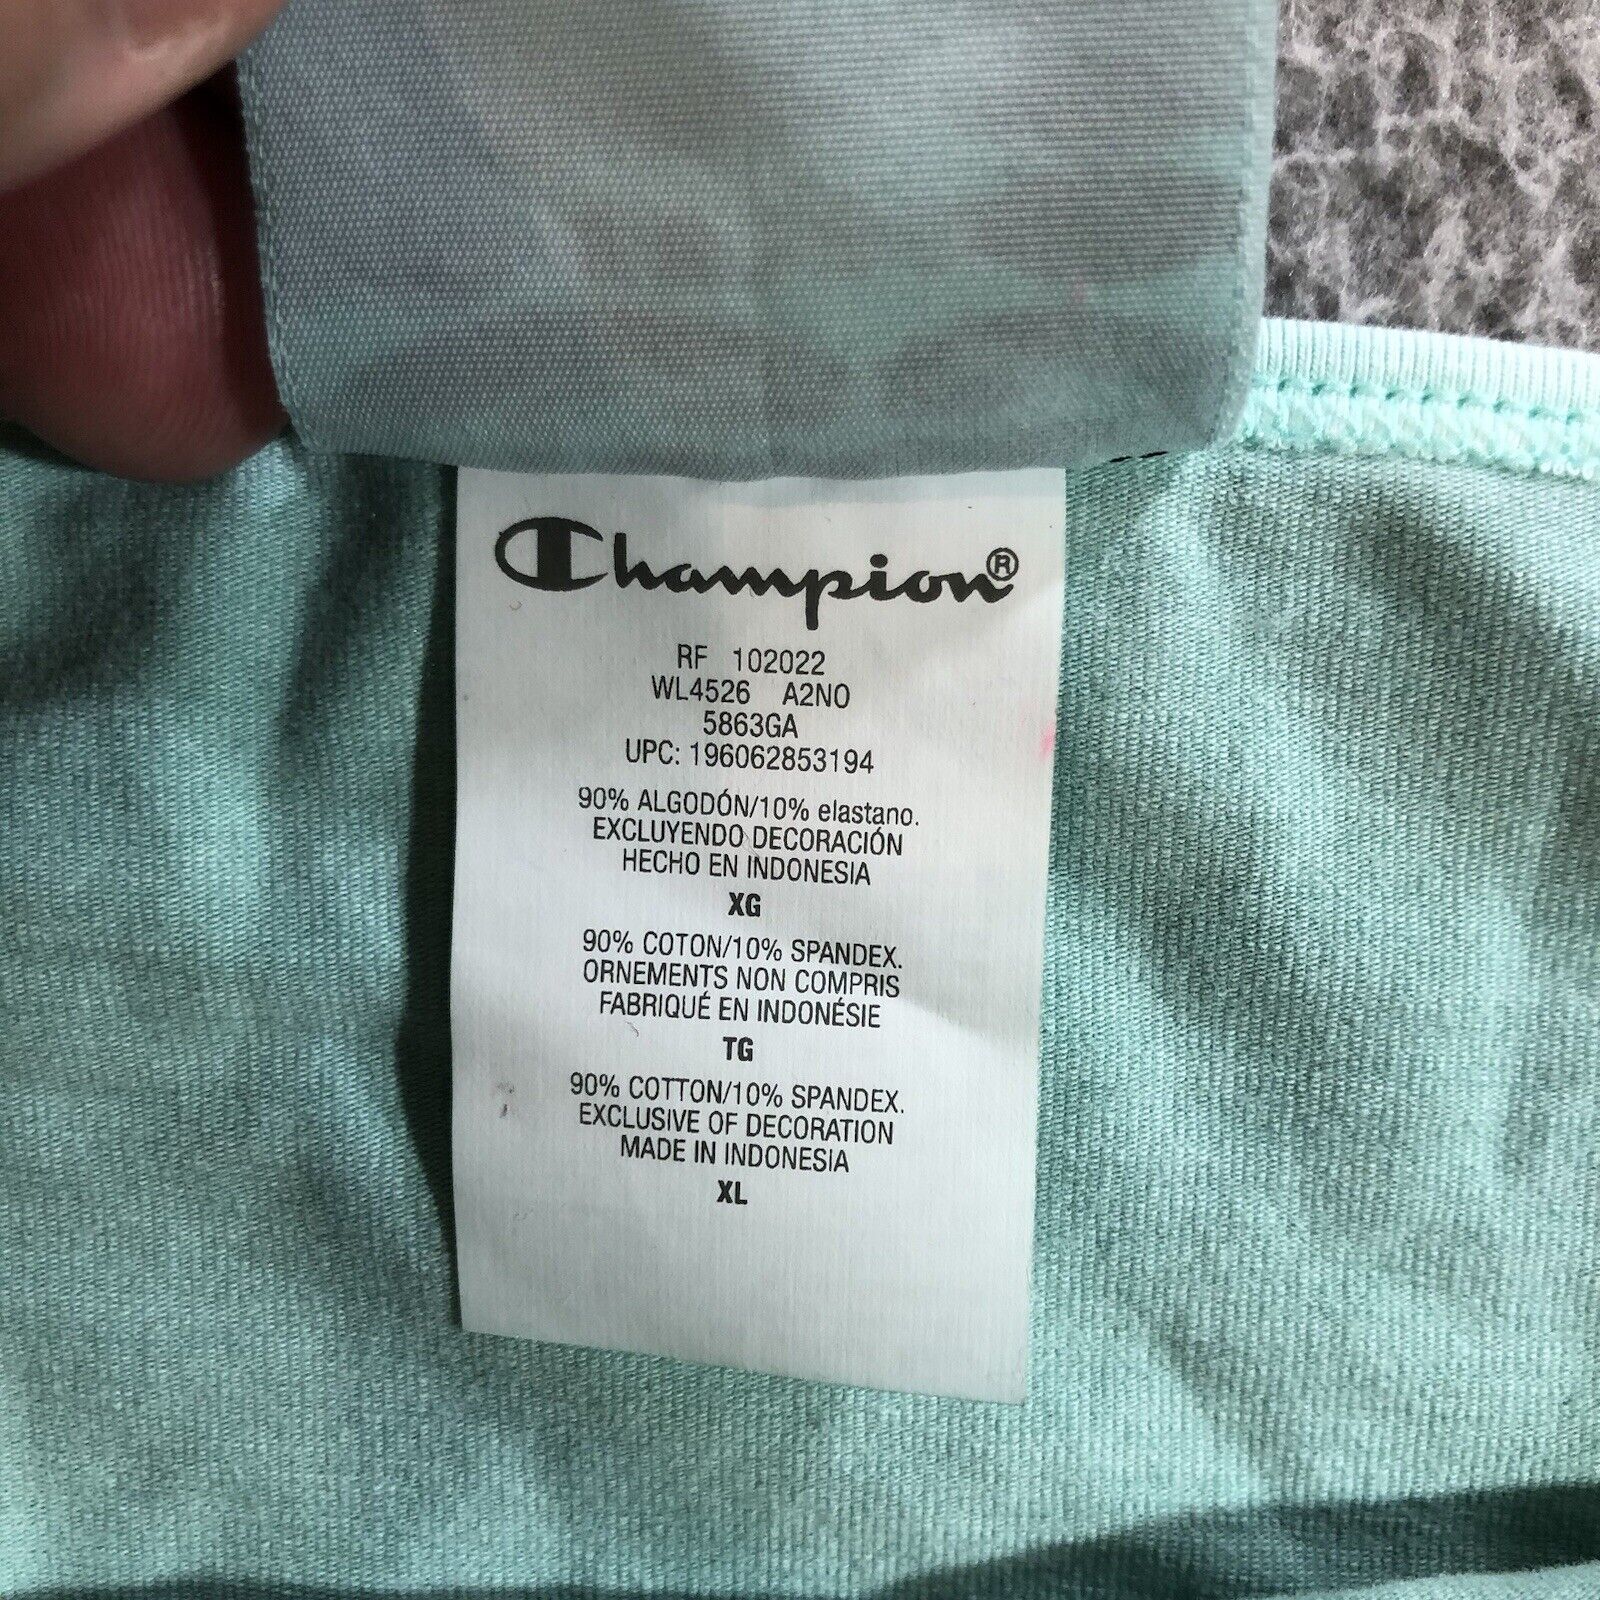 Champion®
RF 102022
WL4526 A2N0
5863GA
UPC: 196062853194
90% ALGODÓN/10% elastano.
EXCLUYENDO DECORACIÓN
HECHO EN INDONESIA
XG
90% COTON/10% SPANDEX.
ORNEMENTS NON COMPRIS
FABRIQUÉ EN INDONÉSIE
TG
90% COTTON/10% SPANDEX.
EXCLUSIVE OF DECORATION
MADE IN INDONESIA
XL